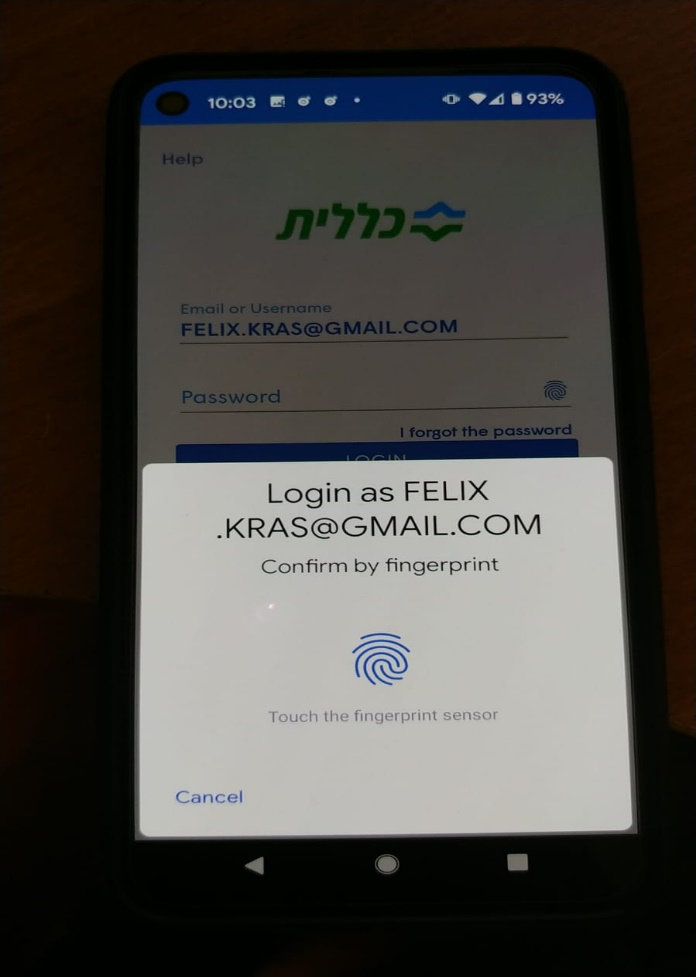 10:03 93%
Help
כללית
Email or Username
FELIX.KRAS@GMAIL.COM
Password
I forgot the password
LOGIN
Login as FELIX
.KRAS@GMAIL.COM
Confirm by fingerprint
Touch the fingerprint sensor
Cancel